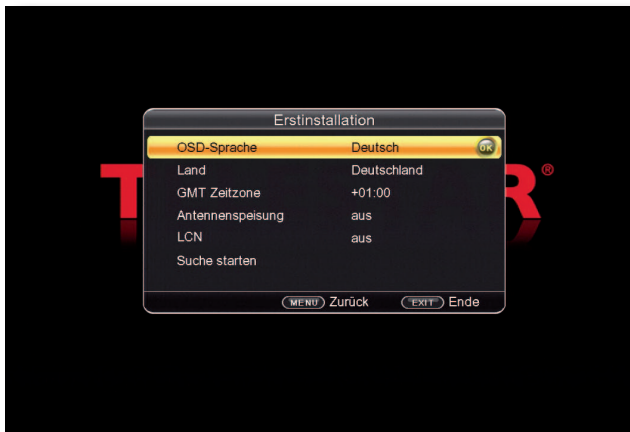 Erstinstallation
OSD-Sprache Deutsch OK
Land Deutschland
GMT Zeitzone +01:00
Antennenspeisung aus
LCN aus
Suche starten
MENU Zurück EXIT Ende
®